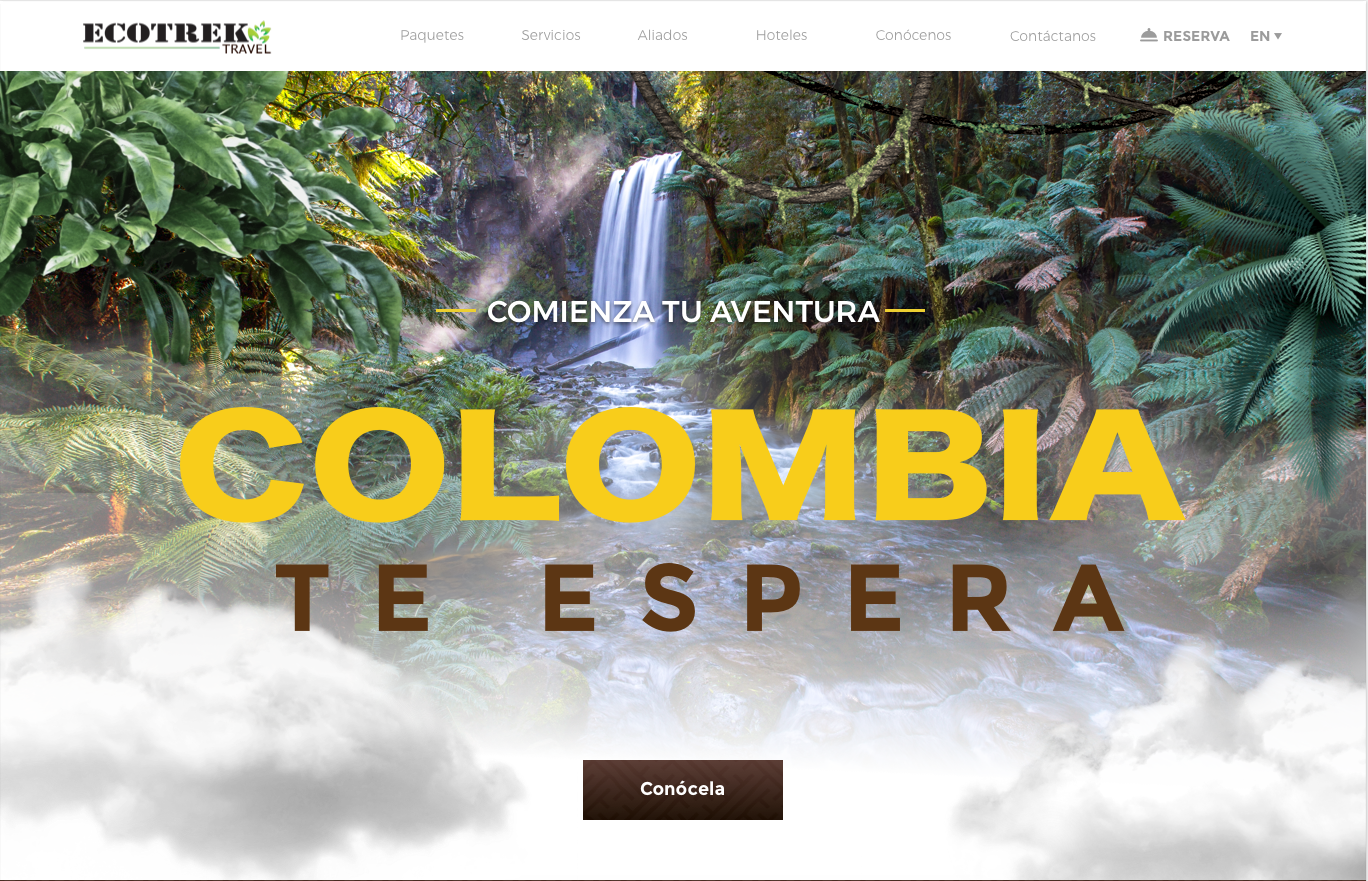 ECOTREK
TRAVEL
Paquetes Servicios Aliados Hoteles Conócenos Contáctanos RESERVA EN
COMIENZA TU AVENTURA
COLOMBIA
TE ESPERA
Conócela